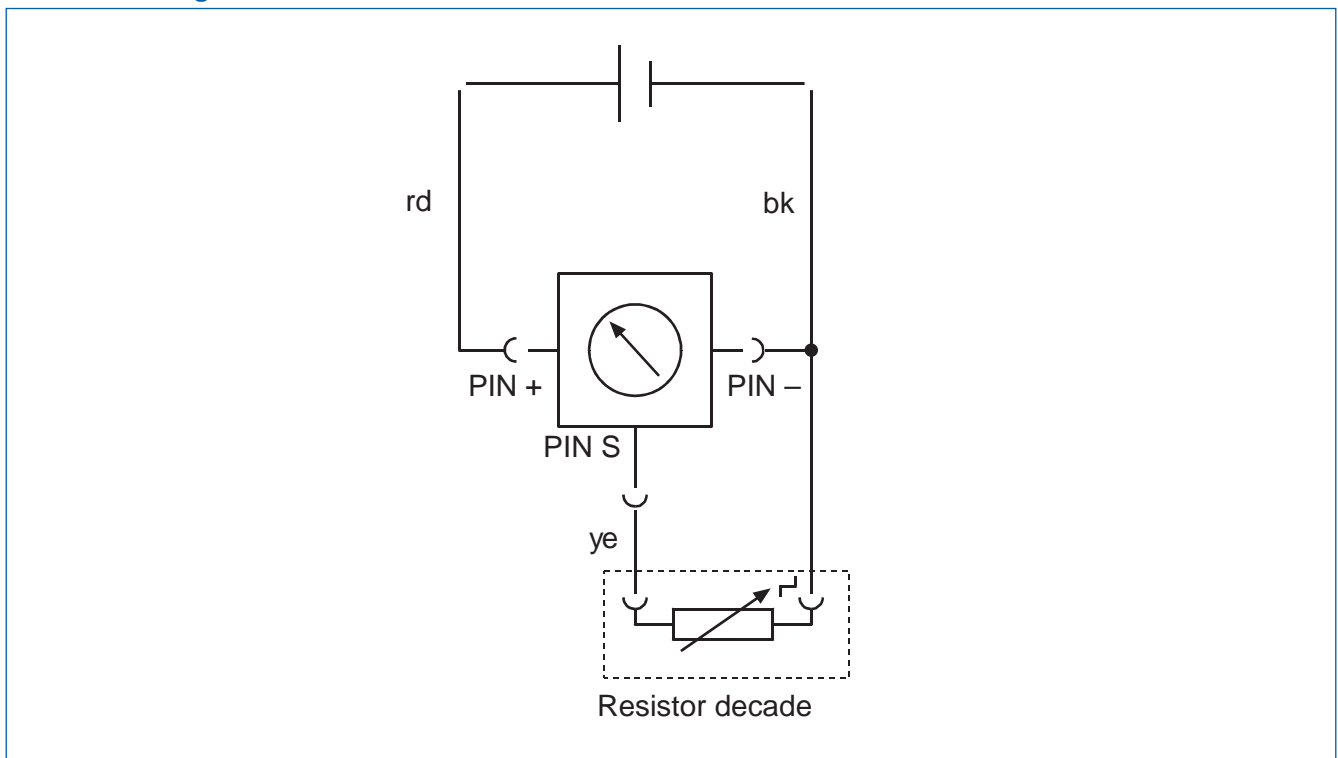 rd
bk
PIN +
PIN –
PIN S
ye
Resistor decade